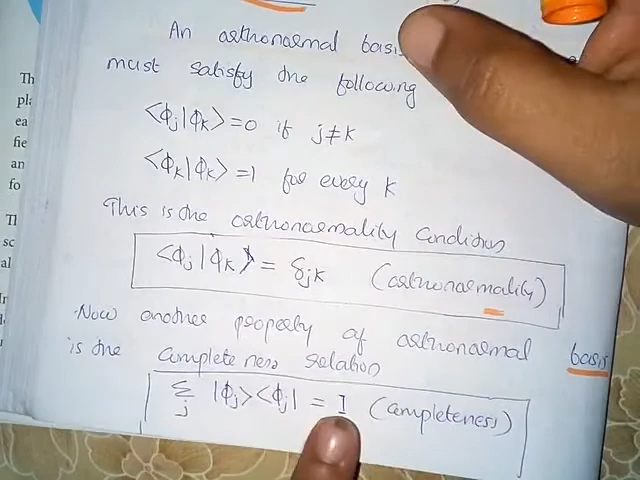 An orthonormal basis
must satisfy the following
<ϕj|ϕk> = 0 if j≠k
<ϕk|ϕk> = 1 for every k
This is the orthonormality condition
<ϕj|ϕk> = δjk (orthonormality)
Now another property of orthonormal basis
is the completeness relation
Σj |ϕj><ϕj| = I (completeness)